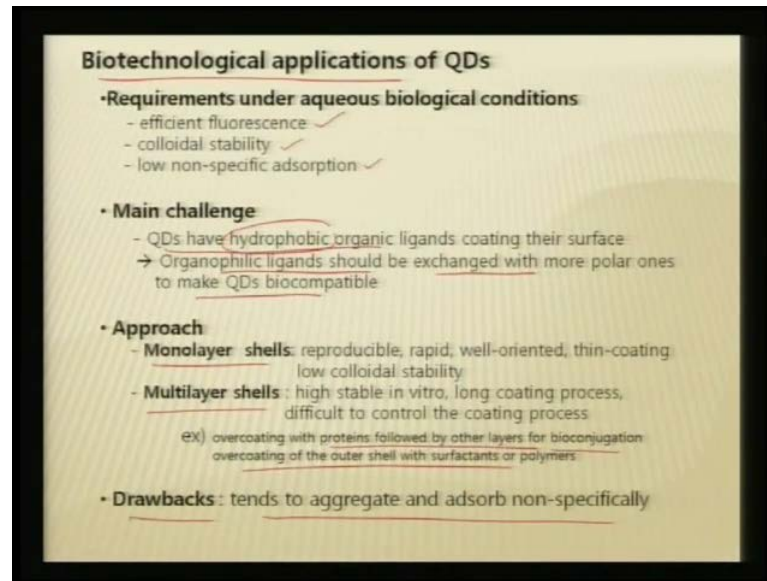 Biotechnological applications of QDs
•Requirements under aqueous biological conditions
- efficient fluorescence
- colloidal stability
- low non-specific adsorption
• Main challenge
- QDs have hydrophobic organic ligands coating their surface
→ Organophilic ligands should be exchanged with more polar ones
to make QDs biocompatible
• Approach
- Monolayer shells: reproducible, rapid, well-oriented, thin-coating
low colloidal stability
- Multilayer shells : high stable in vitro, long coating process,
difficult to control the coating process
ex) overcoating with proteins followed by other layers for bioconjugation
overcoating of the outer shell with surfactants or polymers
• Drawbacks : tends to aggregate and adsorb non-specifically